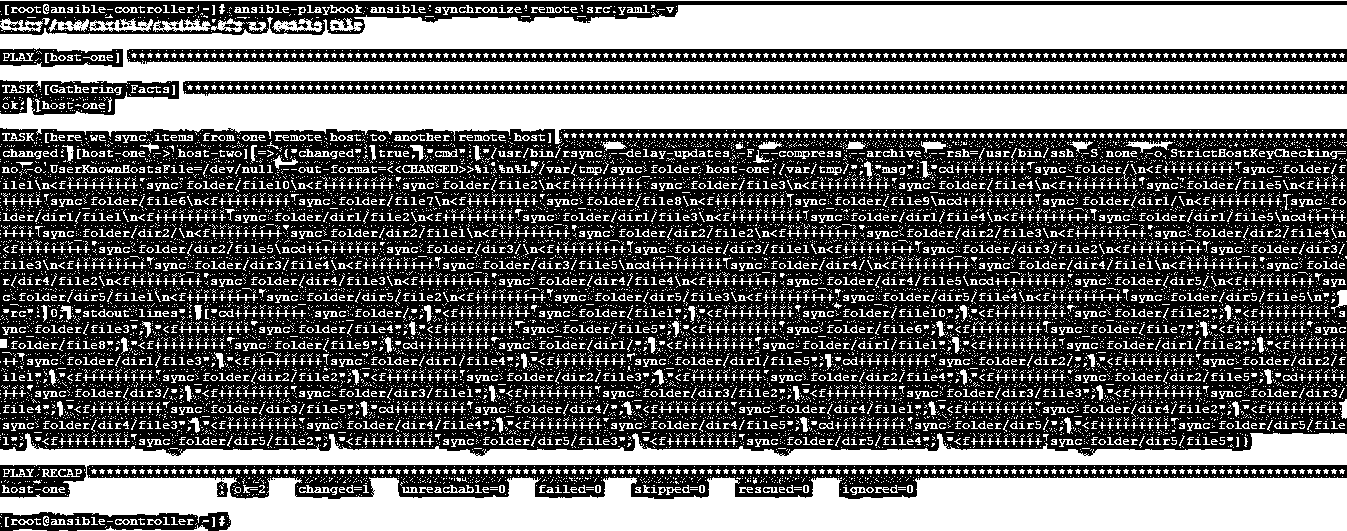 [root@ansible-controller ~]# ansible-playbook ansible_synchronize_remote_src.yaml -v
Using /etc/ansible/ansible.cfg as config file
PLAY [host-one] ****************************************************************
TASK [Gathering Facts] ****************************************************************
ok: [host-one]
TASK [here we sync items from one remote host to another remote host] ****************************************************************
changed: [host-one -> host-two] => {"changed": true, "cmd": "/usr/bin/rsync --delay-updates -F --compress --archive --rsh=/usr/bin/ssh -S none -o StrictHostKeyChecking=
no -o UserKnownHostsFile=/dev/null --out-format=<<CHANGED>>%i %n%L /var/tmp/sync_folder host-one:/var/tmp/", "msg": "cd+++++++++ sync_folder/\n<f+++++++++ sync_folder/f
ile1\n<f+++++++++ sync_folder/file10\n<f+++++++++ sync_folder/file2\n<f+++++++++ sync_folder/file3\n<f+++++++++ sync_folder/file4\n<f+++++++++ sync_folder/file5\n<f++++
+++++ sync_folder/file6\n<f+++++++++ sync_folder/file7\n<f+++++++++ sync_folder/file8\n<f+++++++++ sync_folder/file9\ncd+++++++++ sync_folder/dir1/\n<f+++++++++ sync_fo
lder/dir1/file1\n<f+++++++++ sync_folder/dir1/file2\n<f+++++++++ sync_folder/dir1/file3\n<f+++++++++ sync_folder/dir1/file4\n<f+++++++++ sync_folder/dir1/file5\ncd+++++
++++ sync_folder/dir2/\n<f+++++++++ sync_folder/dir2/file1\n<f+++++++++ sync_folder/dir2/file2\n<f+++++++++ sync_folder/dir2/file3\n<f+++++++++ sync_folder/dir2/file4\n
<f+++++++++ sync_folder/dir2/file5\ncd+++++++++ sync_folder/dir3/\n<f+++++++++ sync_folder/dir3/file1\n<f+++++++++ sync_folder/dir3/file2\n<f+++++++++ sync_folder/dir3/
file3\n<f+++++++++ sync_folder/dir3/file4\n<f+++++++++ sync_folder/dir3/file5\ncd+++++++++ sync_folder/dir4/\n<f+++++++++ sync_folder/dir4/file1\n<f+++++++++ sync_folde
r/dir4/file2\n<f+++++++++ sync_folder/dir4/file3\n<f+++++++++ sync_folder/dir4/file4\n<f+++++++++ sync_folder/dir4/file5\ncd+++++++++ sync_folder/dir5/\n<f+++++++++ syn
c_folder/dir5/file1\n<f+++++++++ sync_folder/dir5/file2\n<f+++++++++ sync_folder/dir5/file3\n<f+++++++++ sync_folder/dir5/file4\n<f+++++++++ sync_folder/dir5/file5\n",
"rc": 0, "stdout_lines": ["cd+++++++++ sync_folder/", "<f+++++++++ sync_folder/file1", "<f+++++++++ sync_folder/file10", "<f+++++++++ sync_folder/file2", "<f+++++++++ s
ync_folder/file3", "<f+++++++++ sync_folder/file4", "<f+++++++++ sync_folder/file5", "<f+++++++++ sync_folder/file6", "<f+++++++++ sync_folder/file7", "<f+++++++++ sync
_folder/file8", "<f+++++++++ sync_folder/file9", "cd+++++++++ sync_folder/dir1/", "<f+++++++++ sync_folder/dir1/file1", "<f+++++++++ sync_folder/dir1/file2", "<f+++++++
++ sync_folder/dir1/file3", "<f+++++++++ sync_folder/dir1/file4", "<f+++++++++ sync_folder/dir1/file5", "cd+++++++++ sync_folder/dir2/", "<f+++++++++ sync_folder/dir2/f
ile1", "<f+++++++++ sync_folder/dir2/file2", "<f+++++++++ sync_folder/dir2/file3", "<f+++++++++ sync_folder/dir2/file4", "<f+++++++++ sync_folder/dir2/file5", "cd++++++
+++ sync_folder/dir3/", "<f+++++++++ sync_folder/dir3/file1", "<f+++++++++ sync_folder/dir3/file2", "<f+++++++++ sync_folder/dir3/file3", "<f+++++++++ sync_folder/dir3/
file4", "<f+++++++++ sync_folder/dir3/file5", "cd+++++++++ sync_folder/dir4/", "<f+++++++++ sync_folder/dir4/file1", "<f+++++++++ sync_folder/dir4/file2", "<f+++++++++
sync_folder/dir4/file3", "<f+++++++++ sync_folder/dir4/file4", "<f+++++++++ sync_folder/dir4/file5", "cd+++++++++ sync_folder/dir5/", "<f+++++++++ sync_folder/dir5/file
1", "<f+++++++++ sync_folder/dir5/file2", "<f+++++++++ sync_folder/dir5/file3", "<f+++++++++ sync_folder/dir5/file4", "<f+++++++++ sync_folder/dir5/file5"]}
PLAY RECAP ****************************************************************
host-one : ok=2 changed=1 unreachable=0 failed=0 skipped=0 rescued=0 ignored=0
[root@ansible-controller ~]#